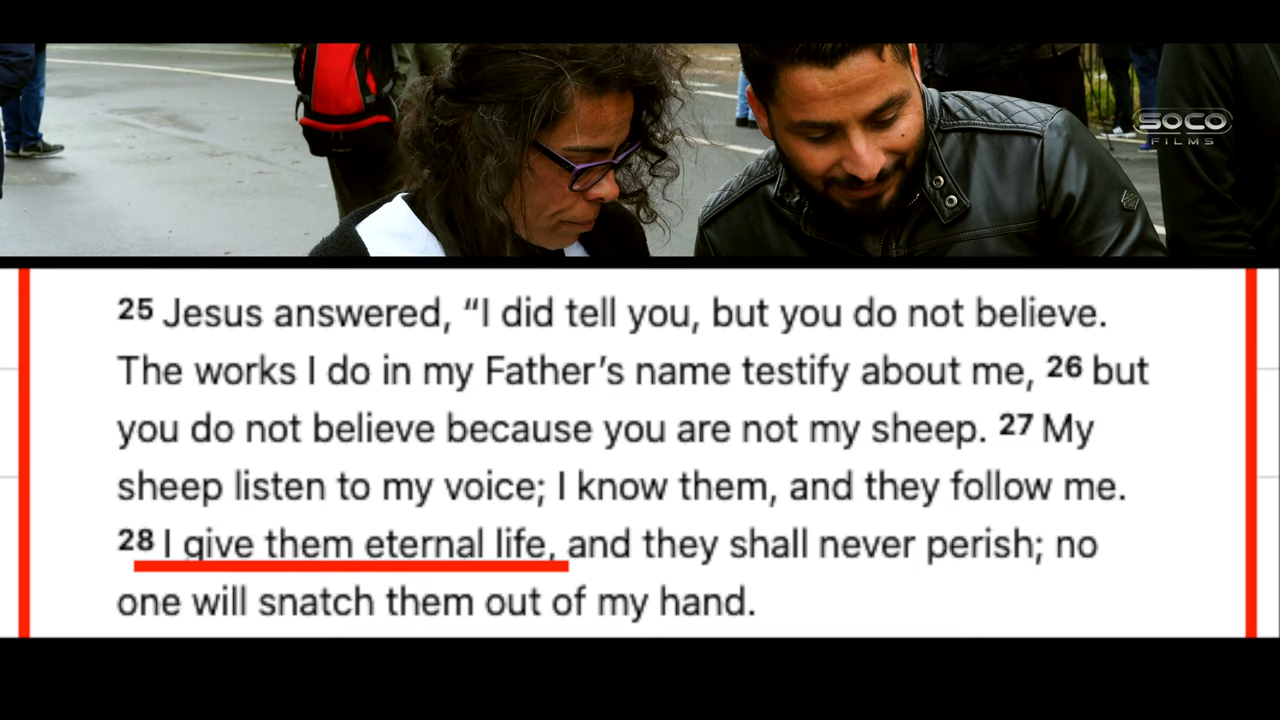 SOCO
FILMS
25 Jesus answered, “I did tell you, but you do not believe.
The works I do in my Father’s name testify about me, 26 but
you do not believe because you are not my sheep. 27 My
sheep listen to my voice; I know them, and they follow me.
28 I give them eternal life, and they shall never perish; no
one will snatch them out of my hand.